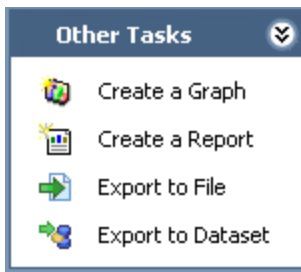 Other Tasks
Create a Graph
Create a Report
Export to File
Export to Dataset